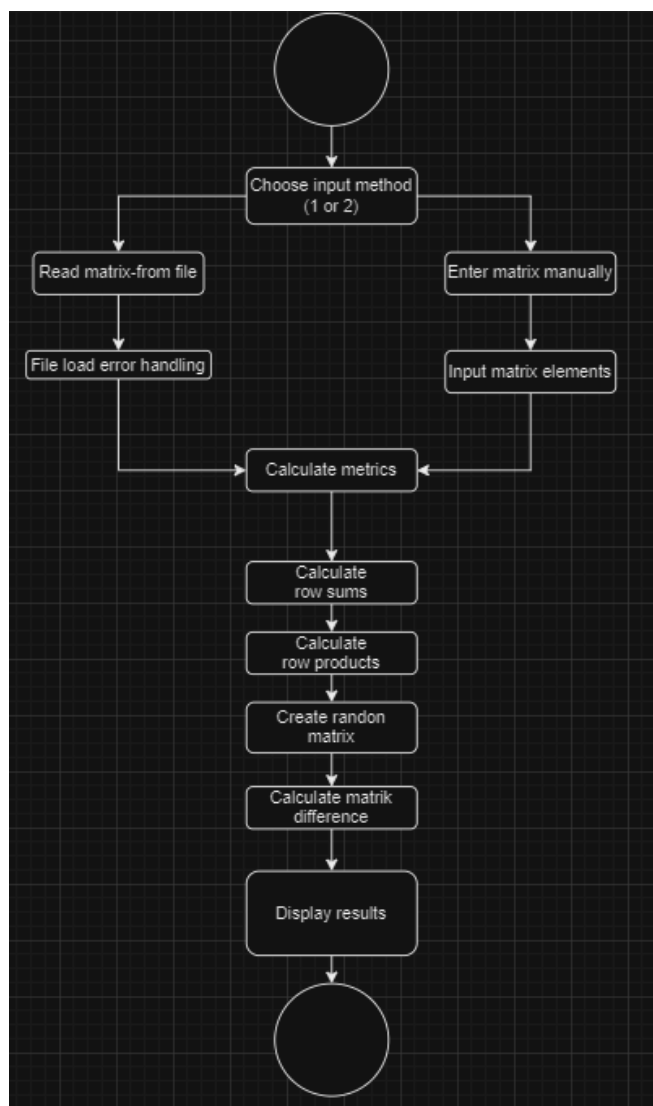 Choose input method
(1 or 2)
Read matrix-from file
Enter matrix manually
File load error handling
Input matrix elements
Calculate metrics
Calculate
row sums
Calculate
row products
Create randon
matrix
Calculate matrik
difference
Display results